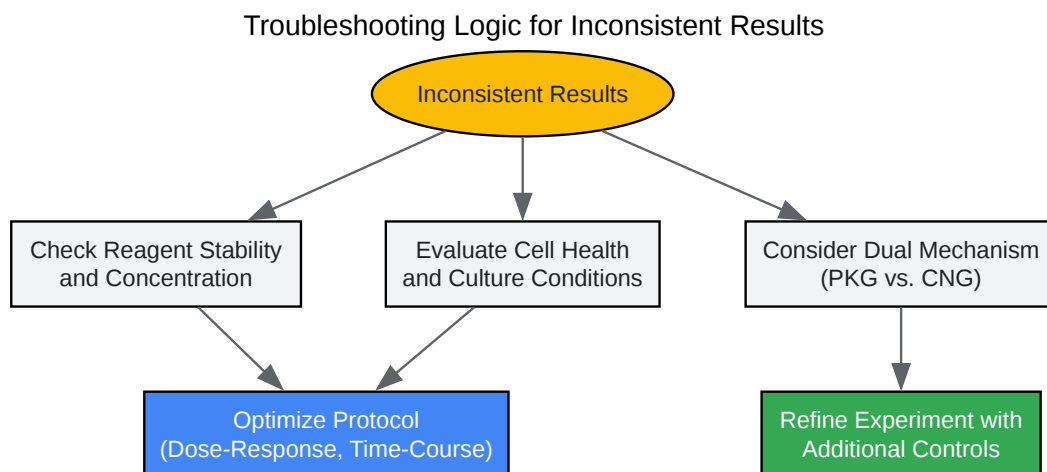 Troubleshooting Logic for Inconsistent Results
Inconsistent Results
Check Reagent Stability
and Concentration
Evaluate Cell Health
and Culture Conditions
Consider Dual Mechanism
(PKG vs. CNG)
Optimize Protocol
(Dose-Response, Time-Course)
Refine Experiment with
Additional Controls